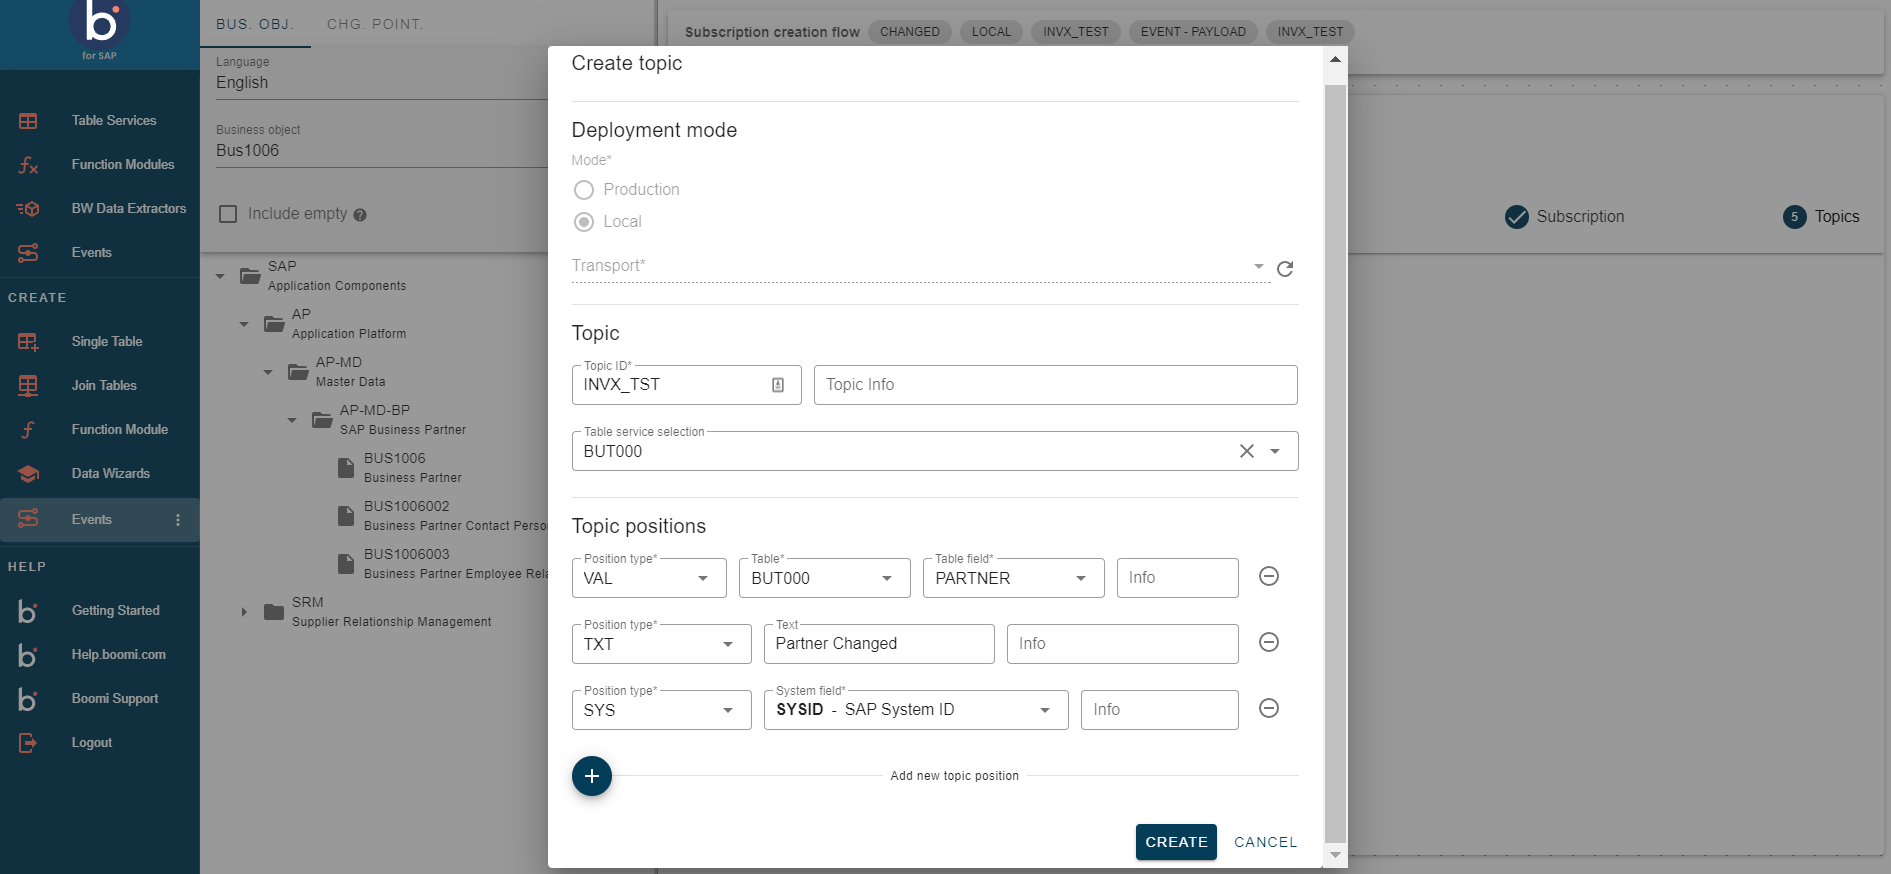 b
for SAP
Table Services
Function Modules
BW Data Extractors
Events
CREATE
Single Table
Join Tables
Function Module
Data Wizards
Events
HELP
Getting Started
Help.boomi.com
Boomi Support
Logout
BUS. OBJ. CHG. POINT.
Language
English
Business object
Bus1006
Include empty ?
SAP
Application Components
AP
Application Platform
AP-MD
Master Data
AP-MD-BP
SAP Business Partner
BUS1006
Business Partner
BUS1006002
Business Partner Contact Perso
BUS1006003
Business Partner Employee Rela
SRM
Supplier Relationship Management
Subscription creation flow CHANGED LOCAL INVX_TEST EVENT - PAYLOAD INVX_TEST
Subscription 5 Topics
Create topic
Deployment mode
Mode*
Production
Local
Transport*
Topic
Topic ID*
INVX_TST Topic Info
Table service selection
BUT000
Topic positions
Position type* Table* Table field*
VAL BUT000 PARTNER Info
Position type* Text
TXT Partner Changed Info
Position type* System field*
SYS SYSID - SAP System ID Info
+ Add new topic position
CREATE CANCEL